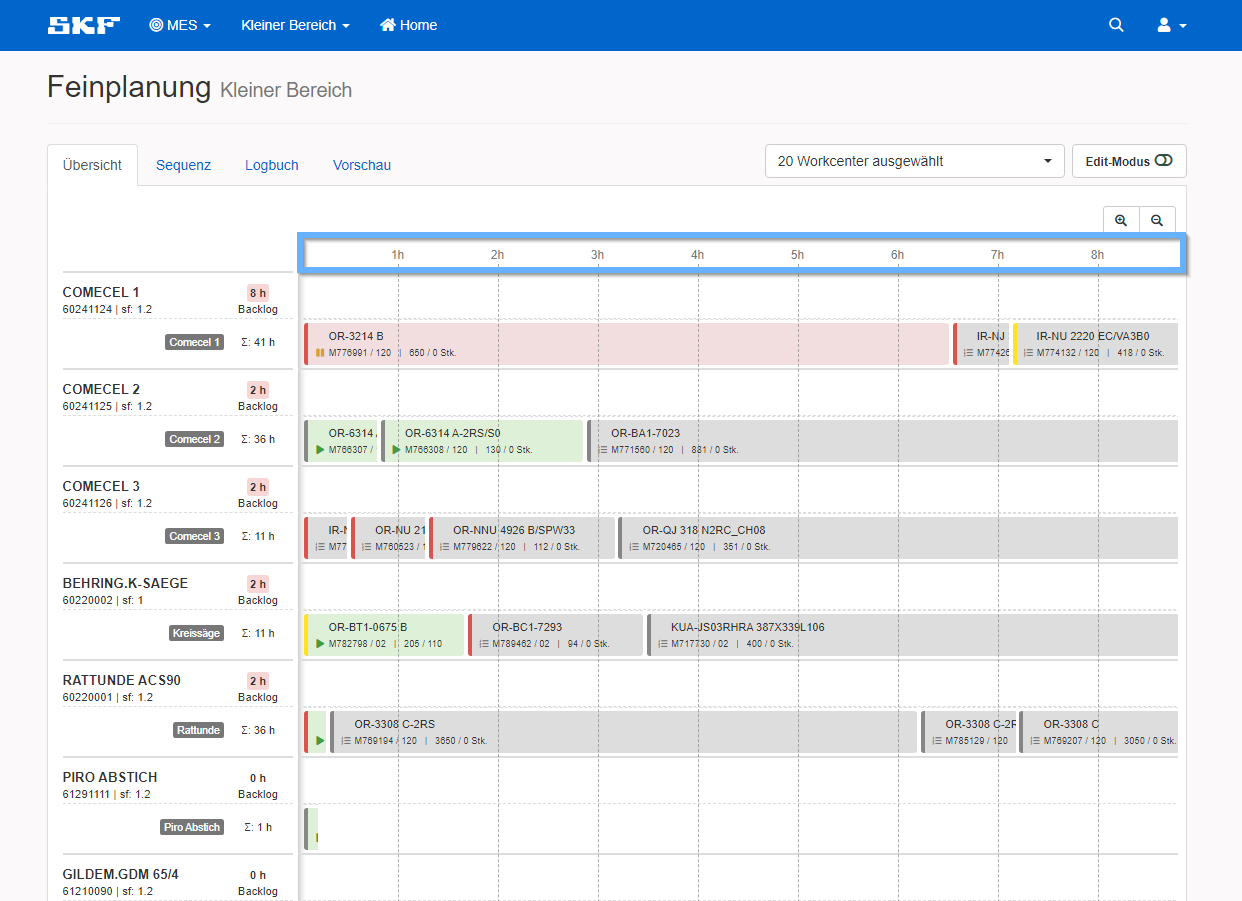 SKF MES Kleiner Bereich Home
Feinplanung Kleiner Bereich
Übersicht Sequenz Logbuch Vorschau 20 Workcenter ausgewählt Edit-Modus
1h 2h 3h 4h 5h 6h 7h 8h
COMECEL 1 8 h
60241124 | sf: 1.2 Backlog
Comecel 1 Σ: 41 h
OR-3214 B IR-NJ IR-NU 2220 EC/VA3B0
M776991 / 120 | 650 / 0 Stk. M77426 M774132 / 120 | 418 / 0 Stk.
COMECEL 2 2 h
60241125 | sf: 1.2 Backlog
Comecel 2 Σ: 36 h
OR-6314 OR-6314 A-2RS/S0 OR-BA1-7023
M766307 / M766308 / 120 | 130 / 0 Stk. M771560 / 120 | 881 / 0 Stk.
COMECEL 3 2 h
60241126 | sf: 1.2 Backlog
Comecel 3 Σ: 11 h
IR-N OR-NU 21 OR-NNU 4926 B/SPW33 OR-QJ 318 N2RC_CH08
M77 M760523 / 1 M779622 / 120 | 112 / 0 Stk. M720465 / 120 | 351 / 0 Stk.
BEHRING.K-SAEGE 2 h
60220002 | sf: 1 Backlog
Kreissäge Σ: 11 h
OR-BT1-0675 B OR-BC1-7293 KUA-JS03RHRA 387X339L106
M782798 / 02 | 205 / 110 M789462 / 02 | 94 / 0 Stk. M717730 / 02 | 400 / 0 Stk.
RATTUNDE ACS90 2 h
60220001 | sf: 1.2 Backlog
Rattunde Σ: 36 h
OR-3308 C-2RS OR-3308 C-2R OR-3308 C
M769194 / 120 | 3650 / 0 Stk. M785129 / 120 M769207 / 120 | 3050 / 0 Stk.
PIRO ABSTICH 0 h
61291111 | sf: 1.2 Backlog
Piro Abstich Σ: 1 h
GILDEM.GDM 65/4 0 h
61210090 | sf: 1.2 Backlog